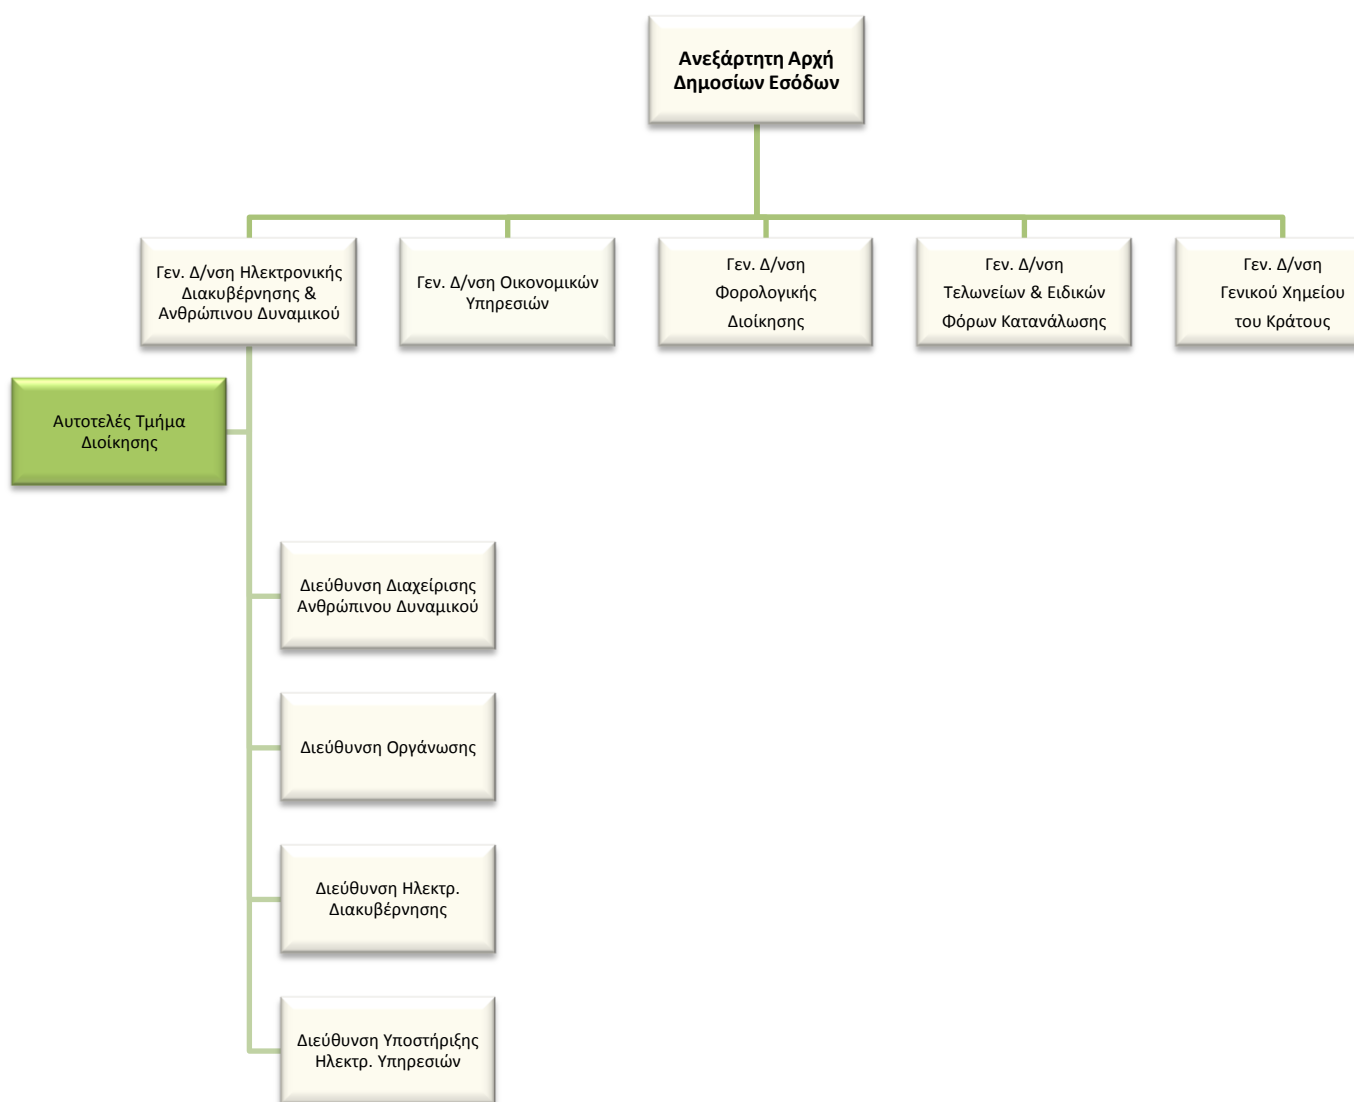 Ανεξάρτητη Αρχή
Δημοσίων Εσόδων
Γεν. Δ/νση Ηλεκτρονικής
Διακυβέρνησης &
Ανθρώπινου Δυναμικού
Γεν. Δ/νση Οικονομικών
Υπηρεσιών
Γεν. Δ/νση
Φορολογικής
Διοίκησης
Γεν. Δ/νση
Τελωνείων & Ειδικών
Φόρων Κατανάλωσης
Γεν. Δ/νση
Γενικού Χημείου
του Κράτους
Αυτοτελές Τμήμα
Διοίκησης
Διεύθυνση Διαχείρισης
Ανθρώπινου Δυναμικού
Διεύθυνση Οργάνωσης
Διεύθυνση Ηλεκτρ.
Διακυβέρνησης
Διεύθυνση Υποστήριξης
Ηλεκτρ. Υπηρεσιών